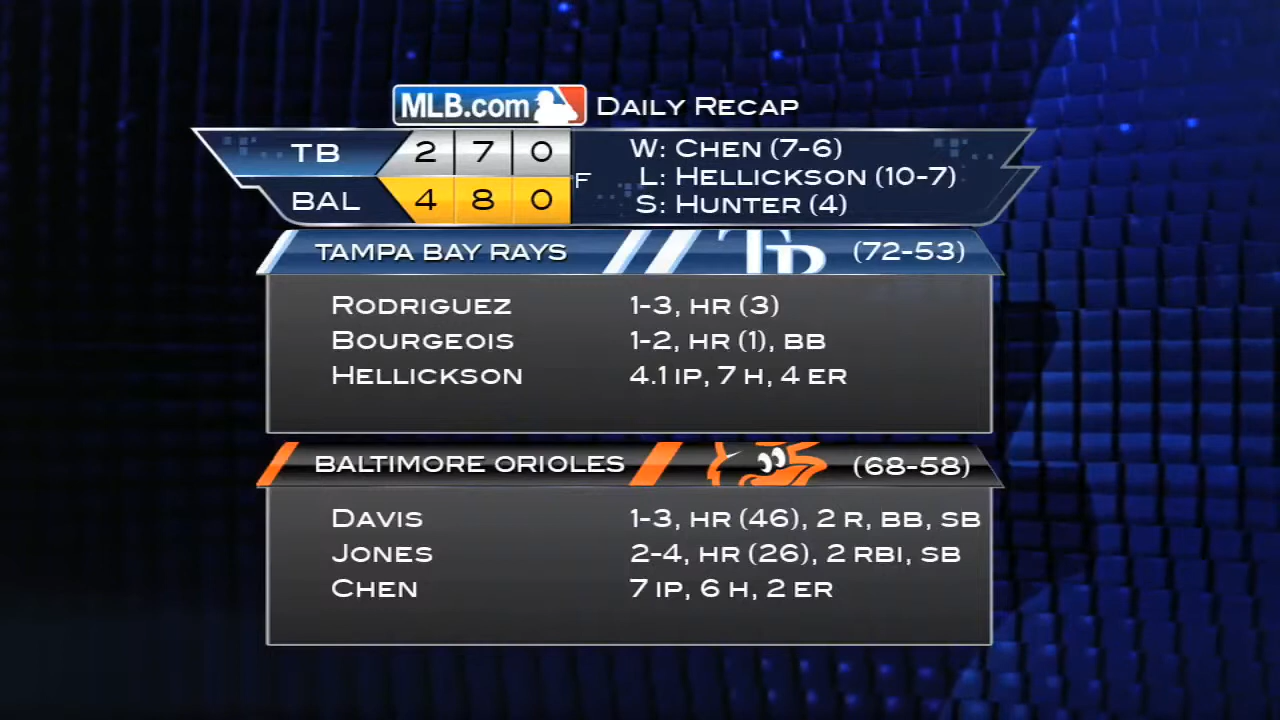 MLB.com DAILY RECAP
TB 2 7 0
BAL 4 8 0
F
W: CHEN (7-6)
L: HELLICKSON (10-7)
S: HUNTER (4)
TAMPA BAY RAYS TB (72-53)
RODRIGUEZ 1-3, HR (3)
BOURGEOIS 1-2, HR (1), BB
HELLICKSON 4.1 IP, 7 H, 4 ER
BALTIMORE ORIOLES (68-58)
DAVIS 1-3, HR (46), 2 R, BB, SB
JONES 2-4, HR (26), 2 RBI, SB
CHEN 7 IP, 6 H, 2 ER